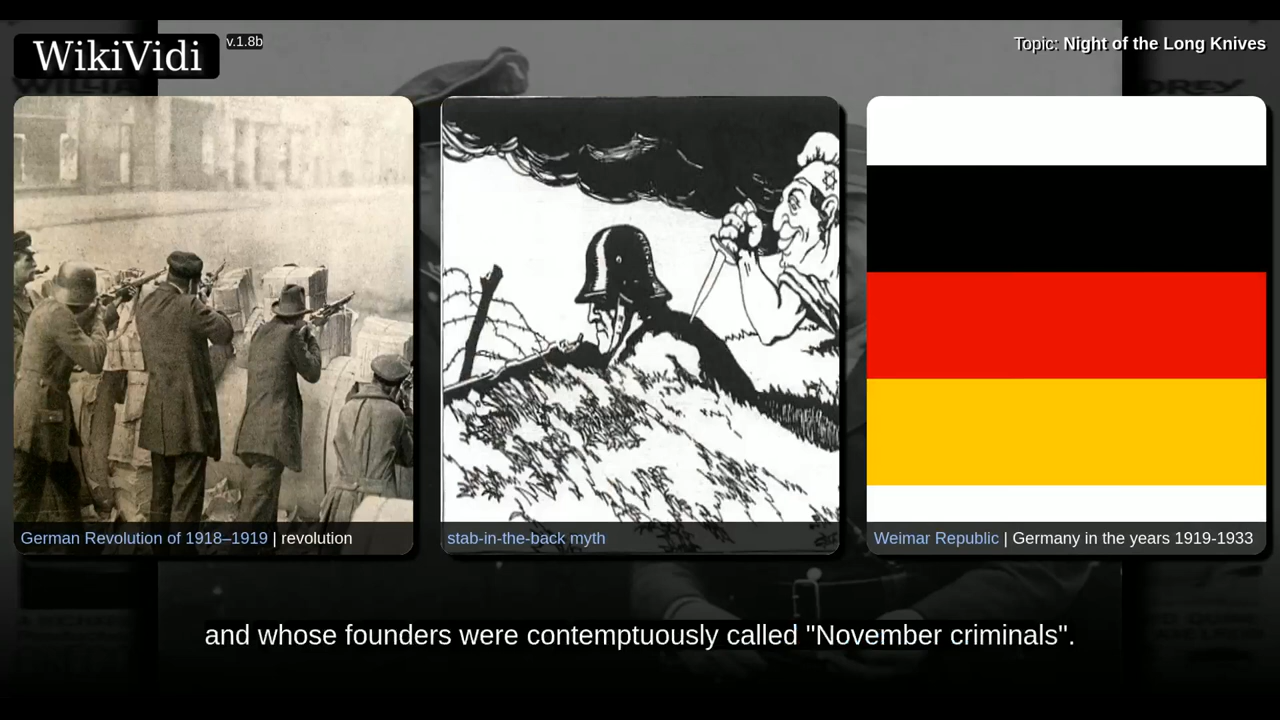 WikiVidi
v.1.8b
Topic: Night of the Long Knives
German Revolution of 1918–1919 | revolution
stab-in-the-back myth
Weimar Republic | Germany in the years 1919-1933
and whose founders were contemptuously called "November criminals".